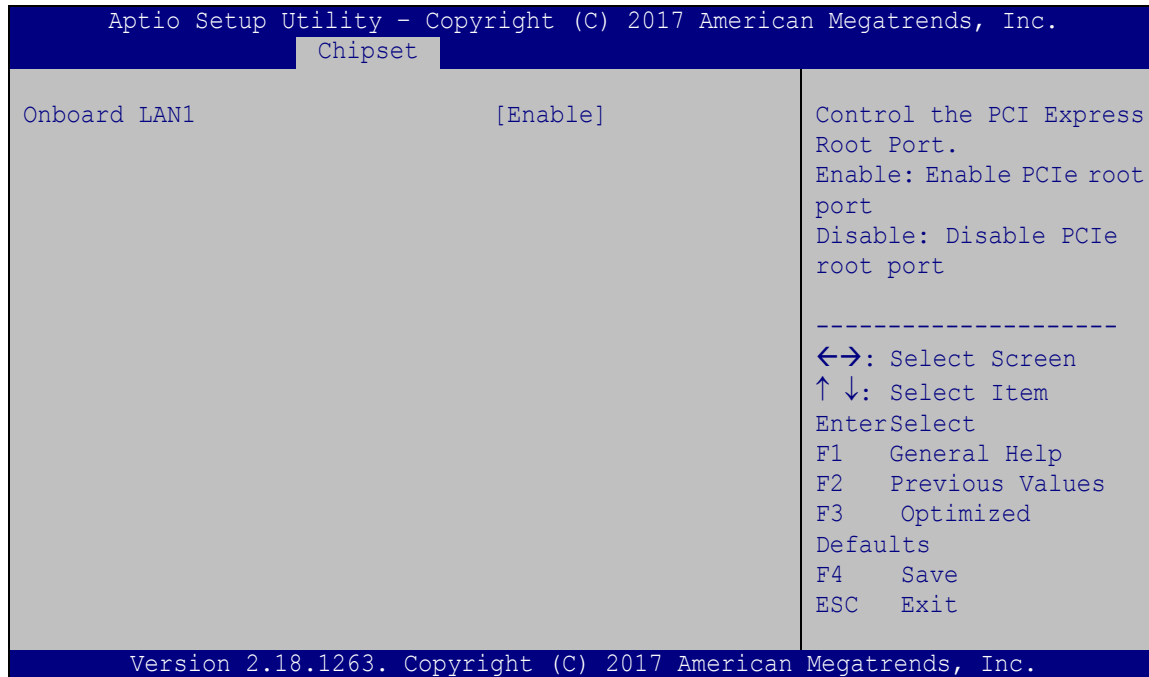 Aptio Setup Utility – Copyright (C) 2017 American Megatrends, Inc.
Chipset
Onboard LAN1 [Enable]
Control the PCI Express
Root Port.
Enable: Enable PCIe root
port
Disable: Disable PCIe
root port
---------------------
←→: Select Screen
↑ ↓: Select Item
EnterSelect
F1 General Help
F2 Previous Values
F3 Optimized
Defaults
F4 Save
ESC Exit
Version 2.18.1263. Copyright (C) 2017 American Megatrends, Inc.